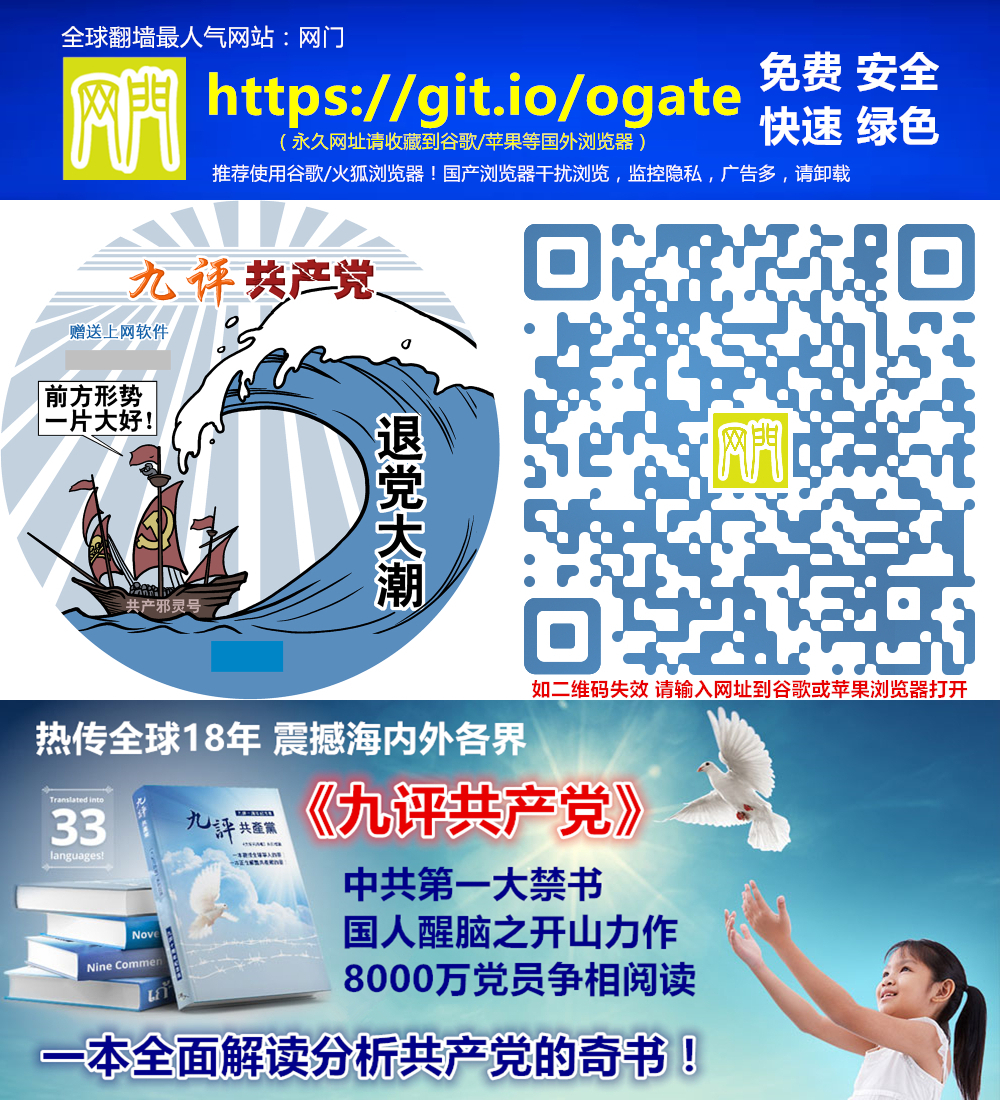 全球翻墙最人气网站：网门
网門
https://git.io/ogate
免费 安全
快速 绿色
（永久网址请收藏到谷歌/苹果等国外浏览器）
推荐使用谷歌/火狐浏览器！国产浏览器干扰浏览，监控隐私，广告多，请卸载
九评共产党
赠送上网软件
前方形势
一片大好！
退党大潮
共产邪灵号
网門
如二维码失效 请输入网址到谷歌或苹果浏览器打开
热传全球18年 震撼海内外各界
Translated into
33
languages!
《九评共产党》
九評
共產黨
中共第一大禁书
国人醒脑之开山力作
8000万党员争相阅读
Nove
Nine Commen
一本全面解读分析共产党的奇书！